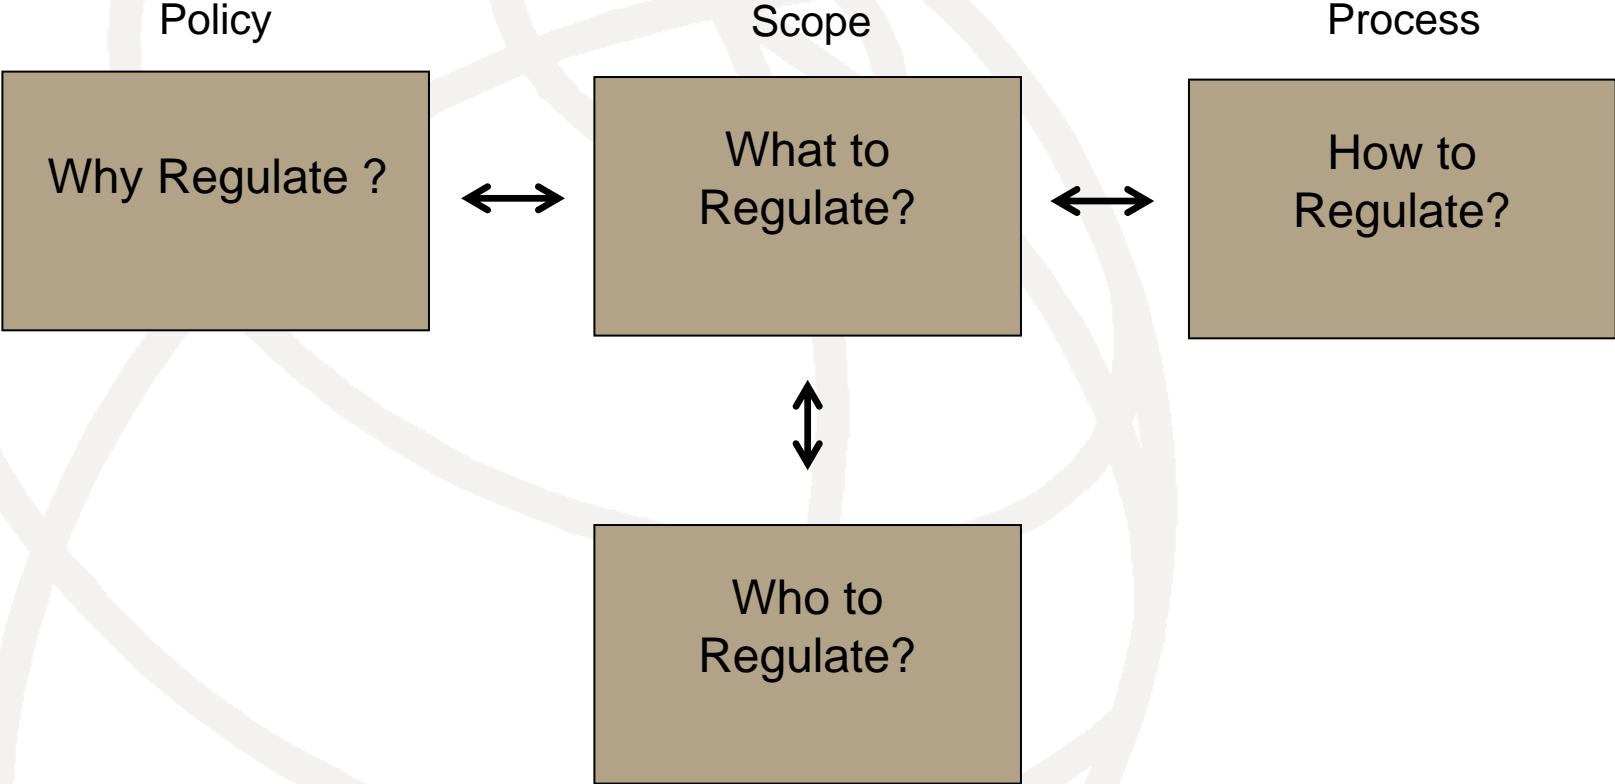 Policy
Scope
Process
Why Regulate ?
What to
Regulate?
How to
Regulate?
Who to
Regulate?